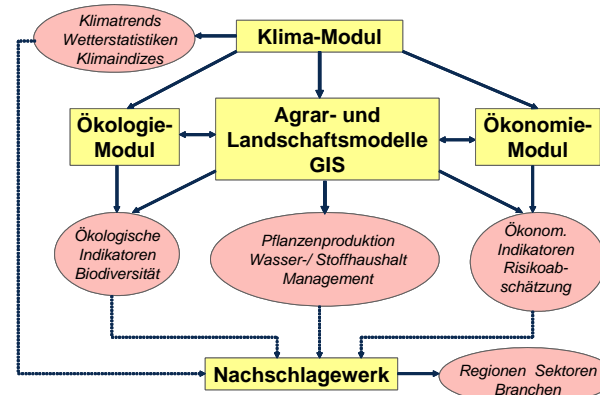 Klimatrends
Wetterstatistiken
Klimaindizes
Klima-Modul
Ökologie-
Modul
Agrar- und
Landschaftsmodelle
GIS
Ökonomie-
Modul
Ökologische
Indikatoren
Biodiversität
Pflanzenproduktion
Wasser-/ Stoffhaushalt
Management
Ökonom.
Indikatoren
Risikoab-
schätzung
Nachschlagewerk
Regionen Sektoren
Branchen